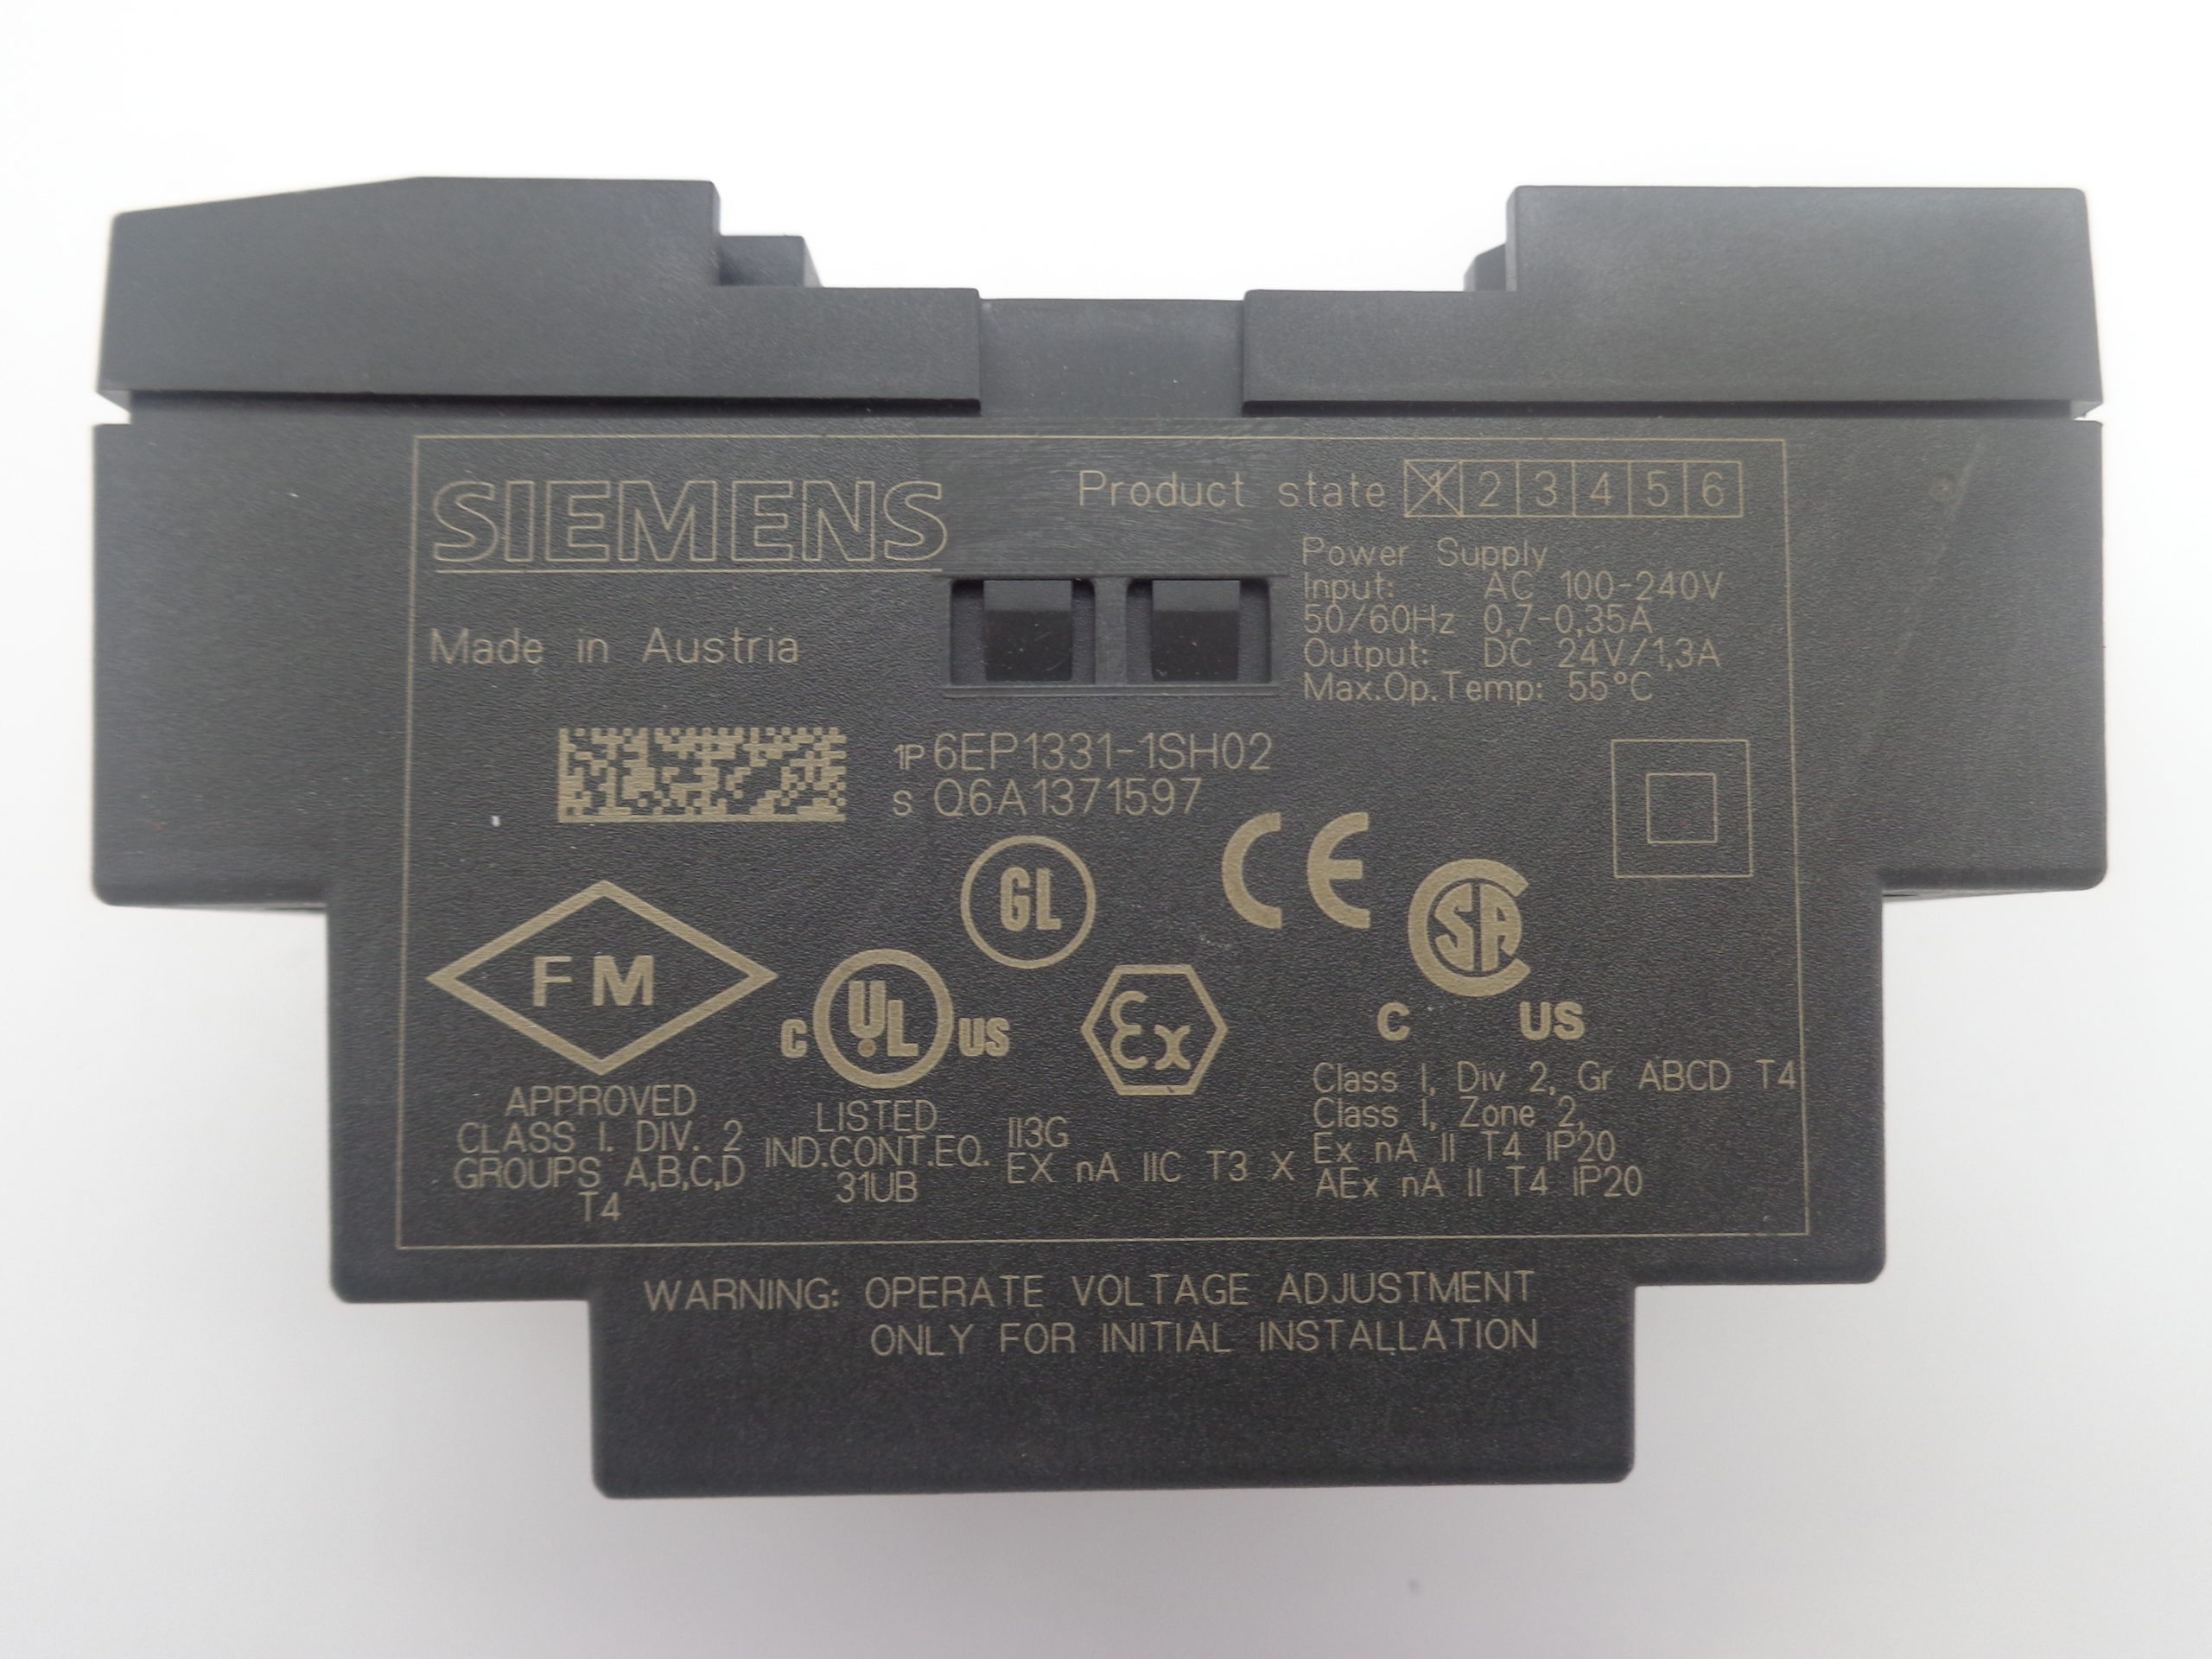 SIEMENS
Product state 1 2 3 4 5 6
Power Supply
Input: AC 100-240V
50/60Hz 0,7-0,35A
Output: DC 24V/1,3A
Max.Op.Temp: 55°C
Made in Austria
1P 6EP1331-1SH02
S Q6A1371597
GL
CE
SA
C US
FM
C UL US
Ex
APPROVED
CLASS I. DIV. 2
GROUPS A,B,C,D
T4
LISTED
IND.CONT.EQ.
31UB
II3G
EX nA IIC T3 X
Class I, Div 2, Gr ABCD T4
Class I, Zone 2,
Ex nA II T4 IP20
AEx nA II T4 IP20
WARNING: OPERATE VOLTAGE ADJUSTMENT
ONLY FOR INITIAL INSTALLATION